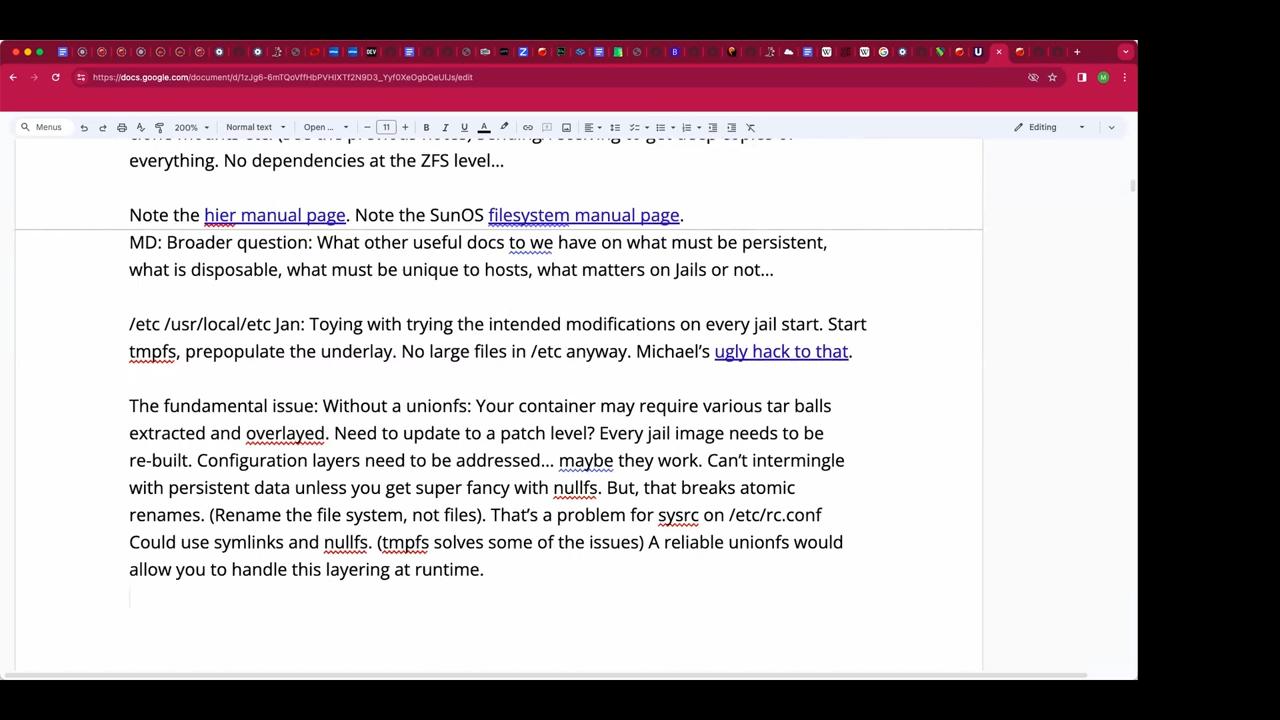 https://docs.google.com/document/d/1zJg6-6mTQoVffHbPVHIXTf2N9D3_Yyf0XeOgbQeUIJs/edit
Menus 200% Normal text Open ... 11 Editing
everything. No dependencies at the ZFS level...
Note the hier manual page. Note the SunOS filesystem manual page.
MD: Broader question: What other useful docs to we have on what must be persistent,
what is disposable, what must be unique to hosts, what matters on Jails or not...
/etc /usr/local/etc Jan: Toying with trying the intended modifications on every jail start. Start
tmpfs, prepopulate the underlay. No large files in /etc anyway. Michael's ugly hack to that.
The fundamental issue: Without a unionfs: Your container may require various tar balls
extracted and overlayed. Need to update to a patch level? Every jail image needs to be
re-built. Configuration layers need to be addressed... maybe they work. Can't intermingle
with persistent data unless you get super fancy with nullfs. But, that breaks atomic
renames. (Rename the file system, not files). That's a problem for sysrc on /etc/rc.conf
Could use symlinks and nullfs. (tmpfs solves some of the issues) A reliable unionfs would
allow you to handle this layering at runtime.